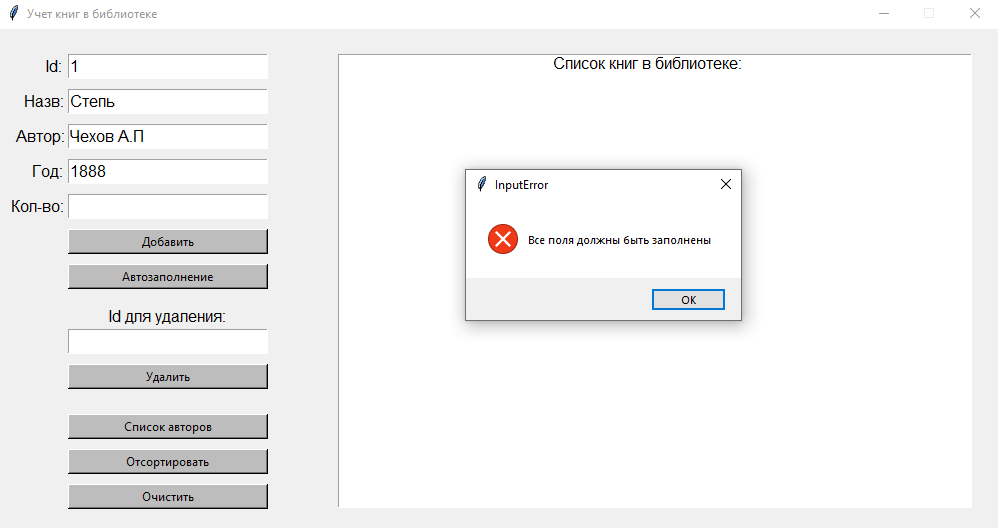 Учет книг в библиотеке
Id: 1
Назв: Степь
Автор: Чехов А.П
Год: 1888
Кол-во:
Добавить
Автозаполнение
Id для удаления:
Удалить
Список авторов
Отсортировать
Очистить
Список книг в библиотеке:
InputError
Все поля должны быть заполнены
OK